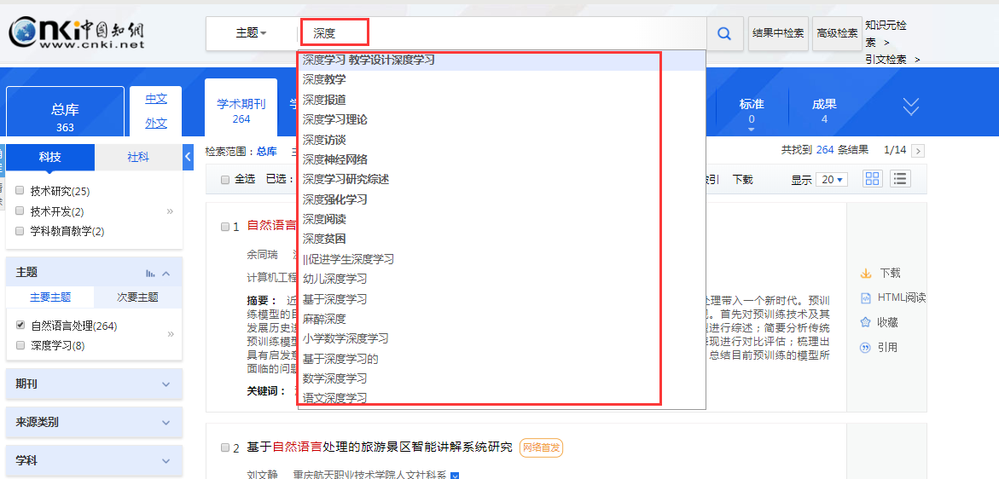 Cnki中国知网
www.cnki.net
主题
深度
结果中检索
高级检索
知识元检
索 >
引文检索 >
深度学习 教学设计深度学习
深度教学
深度报道
深度学习理论
深度访谈
深度神经网络
深度学习研究综述
深度强化学习
深度阅读
深度贫困
||促进学生深度学习
幼儿深度学习
基于深度学习
麻醉深度
小学数学深度学习
基于深度学习的
数学深度学习
语文深度学习
总库
363
中文
外文
学术期刊
264
标准
0
成果
4
科技
社科
技术研究(25)
技术开发(2)
学科教育教学(2)
»
主题
主要主题
次要主题
自然语言处理(264)
深度学习(8)
»
期刊
来源类别
学科
检索范围：总库
共找到 264 条结果
1/14
全选
已选：
下载
显示
20
1
自然语言
余同瑞
计算机工程
摘要： 近
处理带入一个新时代。预训
练模型的目
。首先对预训练技术及其
发展历史进
型进行综述；简要分析传统
预训练模型
表现进行对比评估；梳理出
具有启发意
总结目前预训练的模型所
面临的问题
关键词：
下载
HTML阅读
收藏
引用
2
基于自然语言处理的旅游景区智能讲解系统研究
网络首发
刘文静
重庆航天职业技术学院人文社科系